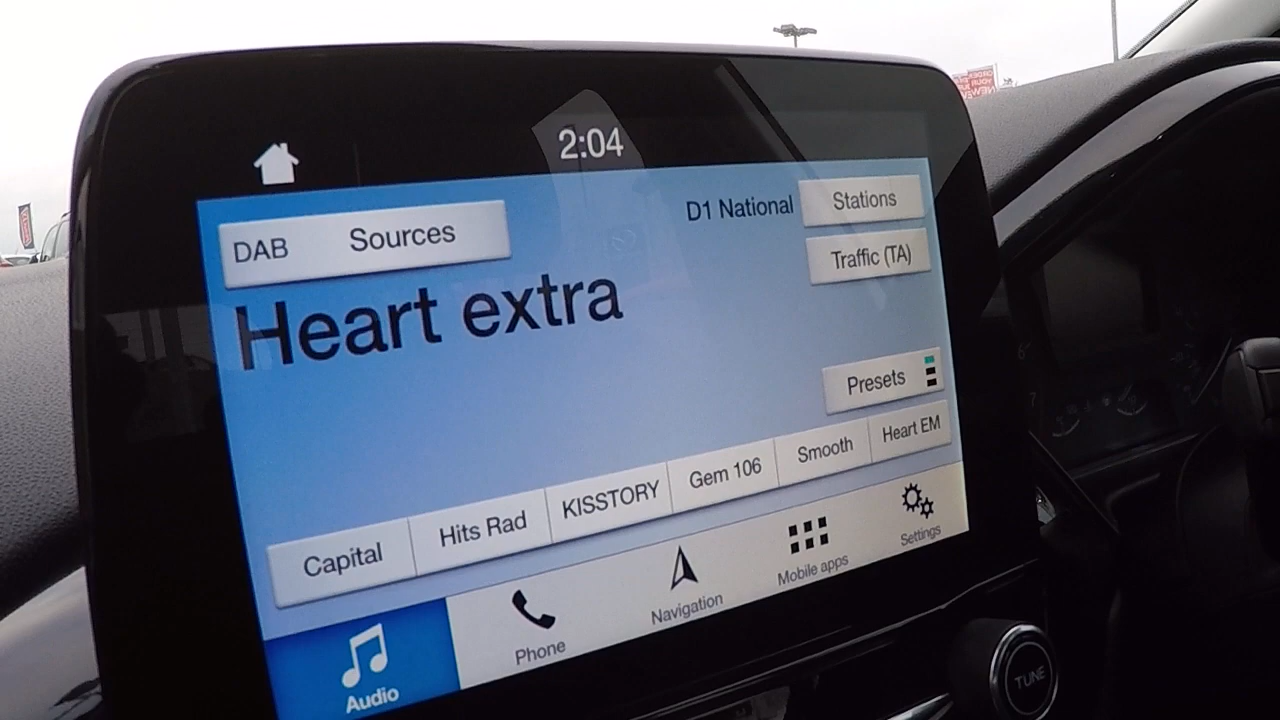 2:04
DAB Sources
D1 National
Stations
Traffic (TA)
Heart extra
Presets
Capital
Hits Rad
KISSTORY
Gem 106
Smooth
Heart EM
Audio
Phone
Navigation
Mobile apps
Settings
TUNE